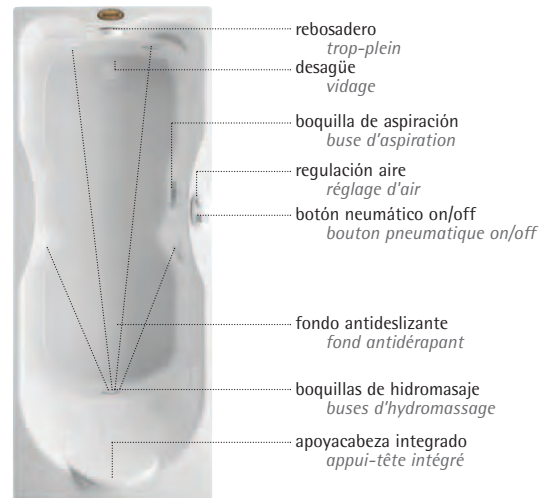 rebosadero
trop-plein
desagüe
vidage
boquilla de aspiración
buse d'aspiration
regulación aire
réglage d'air
botón neumático on/off
bouton pneumatique on/off
fondo antideslizante
fond antidérapant
boquillas de hidromasaje
buses d'hydromassage
apoyacabeza integrado
appui-tête intégré